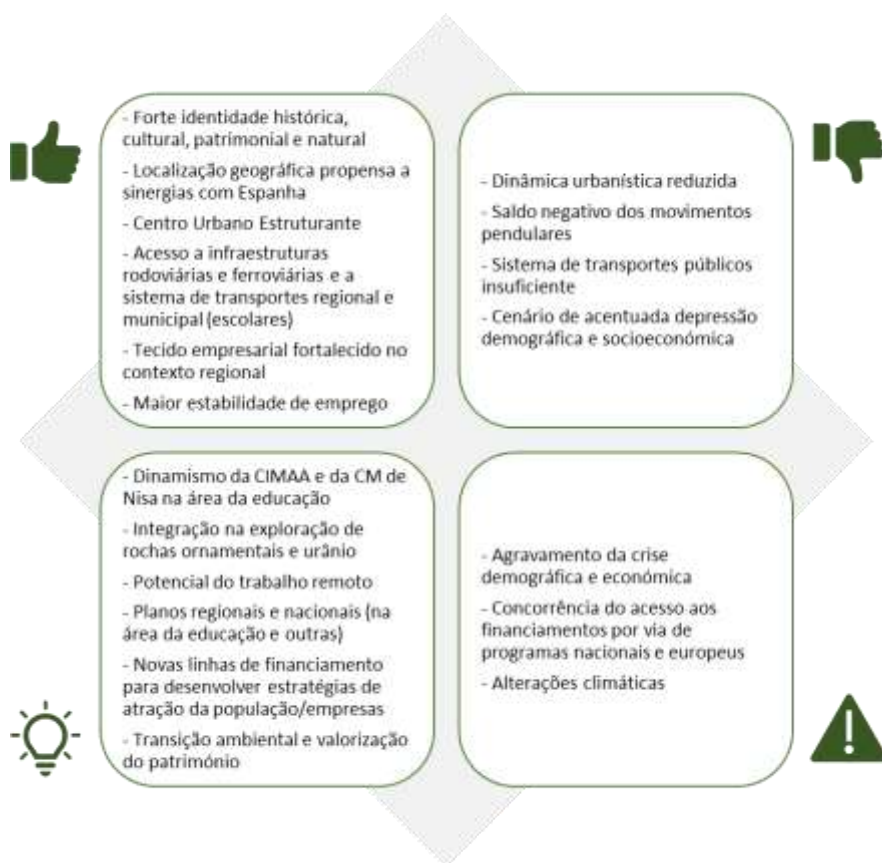 - Forte identidade histórica,
cultural, patrimonial e natural
- Localização geográfica propensa a
sinergias com Espanha
- Centro Urbano Estruturante
- Acesso a infraestruturas
rodoviárias e ferroviárias e a
sistema de transportes regional e
municipal (escolares)
- Tecido empresarial fortalecido no
contexto regional
- Maior estabilidade de emprego
- Dinâmica urbanística reduzida
- Saldo negativo dos movimentos
pendulares
- Sistema de transportes públicos
insuficiente
- Cenário de acentuada depressão
demográfica e socioeconómica
- Dinamismo da CIMAA e da CM de
Nisa na área da educação
- Integração na exploração de
rochas ornamentais e urânio
- Potencial do trabalho remoto
- Planos regionais e nacionais (na
área da educação e outras)
- Novas linhas de financiamento
para desenvolver estratégias de
atração da população/empresas
- Transição ambiental e valorização
do património
- Agravamento da crise
demográfica e económica
- Concorrência do acesso aos
financiamentos por via de
programas nacionais e europeus
- Alterações climáticas